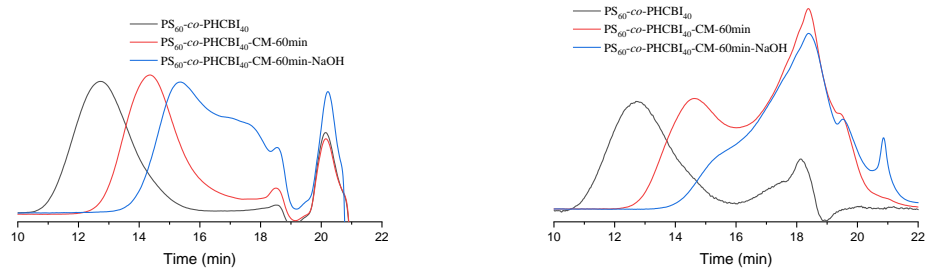 PS₆₀-co-PHCBI₄₀
PS₆₀-co-PHCBI₄₀-CM-60min
PS₆₀-co-PHCBI₄₀-CM-60min-NaOH
10 12 14 16 18 20 22
Time (min)
PS₆₀-co-PHCBI₄₀
PS₆₀-co-PHCBI₄₀-CM-60min
PS₆₀-co-PHCBI₄₀-CM-60min-NaOH
10 12 14 16 18 20 22
Time (min)